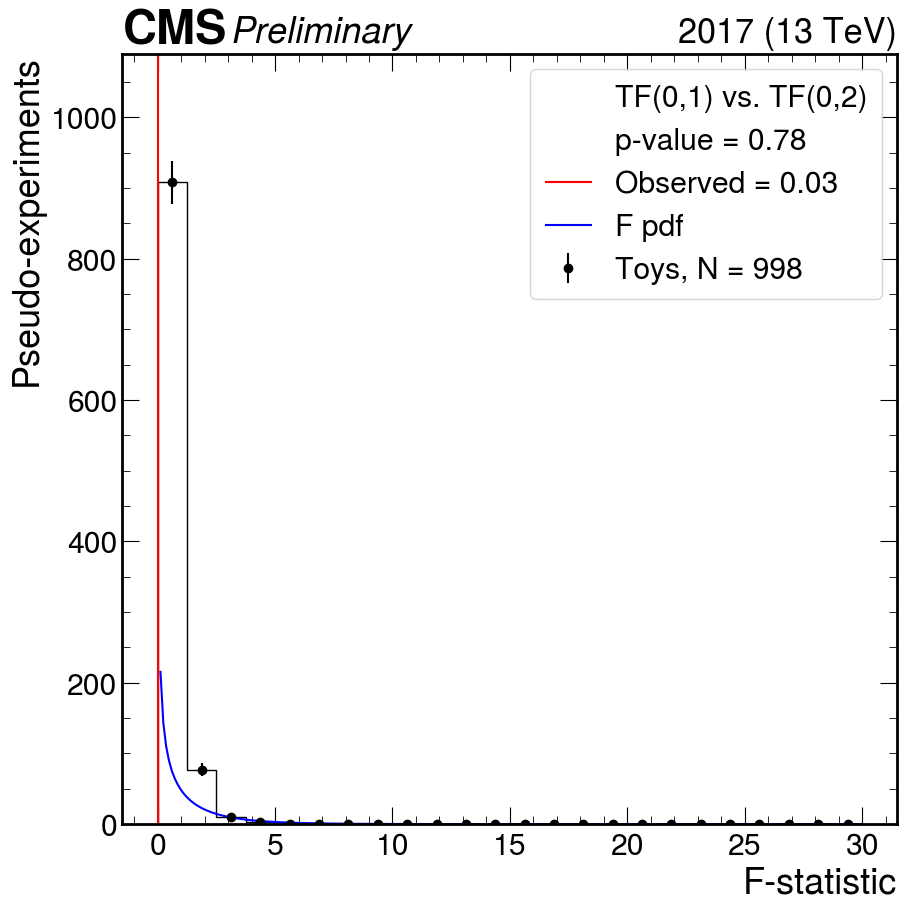 CMS Preliminary 2017 (13 TeV)
Pseudo-experiments
1000
800
600
400
200
0
TF(0,1) vs. TF(0,2)
p-value = 0.78
Observed = 0.03
F pdf
Toys, N = 998
0 5 10 15 20 25 30
F-statistic